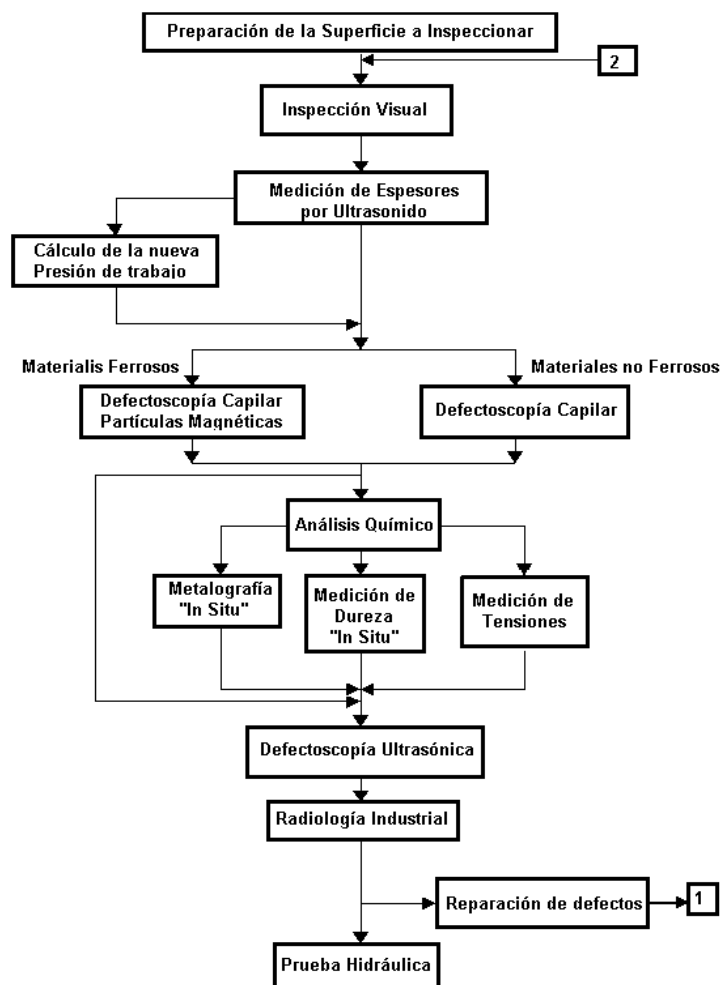 Preparación de la Superficie a Inspeccionar
2
Inspección Visual
Medición de Espesores
por Ultrasonido
Cálculo de la nueva
Presión de trabajo
Materialis Ferrosos
Materiales no Ferrosos
Defectoscopía Capilar
Partículas Magnéticas
Defectoscopía Capilar
Análisis Químico
Metalografía
"In Situ"
Medición de
Dureza
"In Situ"
Medición de
Tensiones
Defectoscopía Ultrasónica
Radiología Industrial
Reparación de defectos
1
Prueba Hidráulica